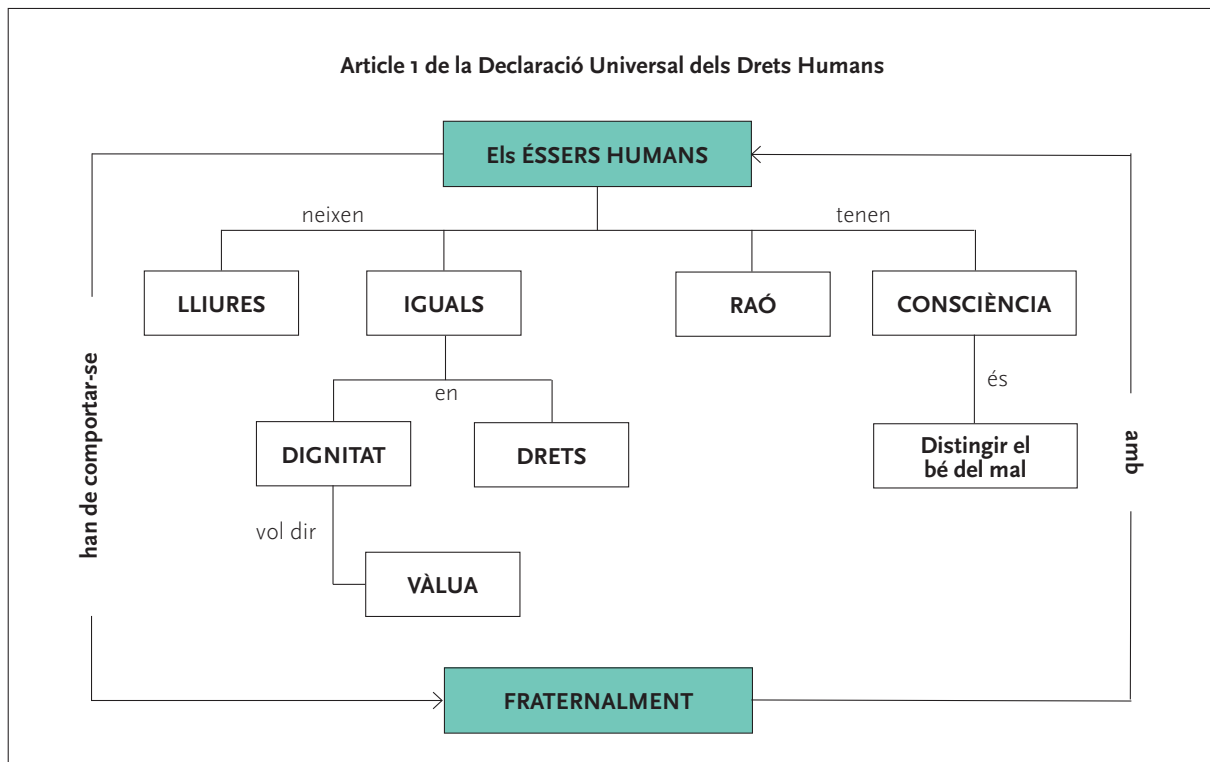 Article 1 de la Declaració Universal dels Drets Humans
Els ÉSSERS HUMANS
neixen
tenen
LLIURES
IGUALS
RAÓ
CONSCIÈNCIA
han de comportar-se
en
és
DIGNITAT
DRETS
Distingir el
bé del mal
amb
vol dir
VÀLUA
FRATERNALMENT